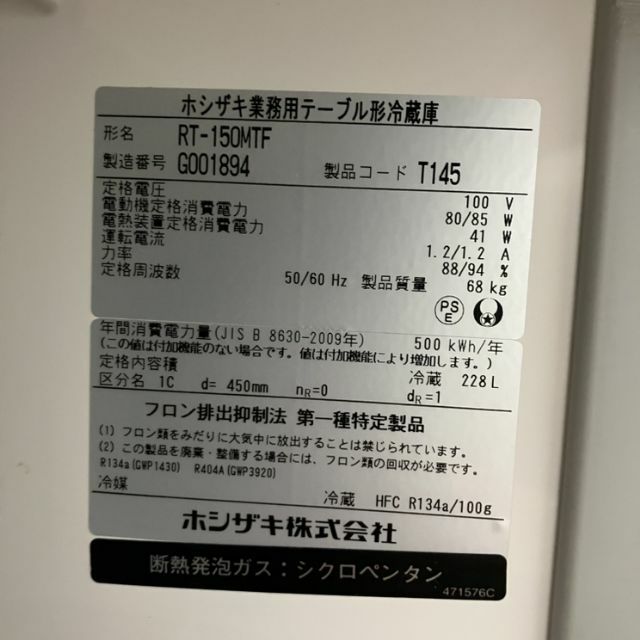 ホシザキ業務用テーブル形冷蔵庫
形名 RT-150MTF
製造番号 G001894 製品コード T145
定格電圧 100 V
電動機定格消費電力 80/85 W
電熱装置定格消費電力 41 W
運転電流 1.2/1.2 A
力率 88/94 %
定格周波数 50/60 Hz 製品質量 68 kg
PS
E
年間消費電力量(JIS B 8630-2009年) 500 kWh/年
(この値は付加機能のない場合です。値は付加機能により増加します。)
定格内容積 冷蔵 228 L
区分名 1C d= 450mm nR=0 dR=1
フロン排出抑制法 第一種特定製品
(1) フロン類をみだりに大気中に放出することは禁じられています。
(2) この製品を廃棄・整備する場合には、フロン類の回収が必要です。
R134a(GWP1430) R404A(GWP3920)
冷媒 冷蔵 HFC R134a/100g
ホシザキ株式会社
断熱発泡ガス：シクロペンタン
471576C